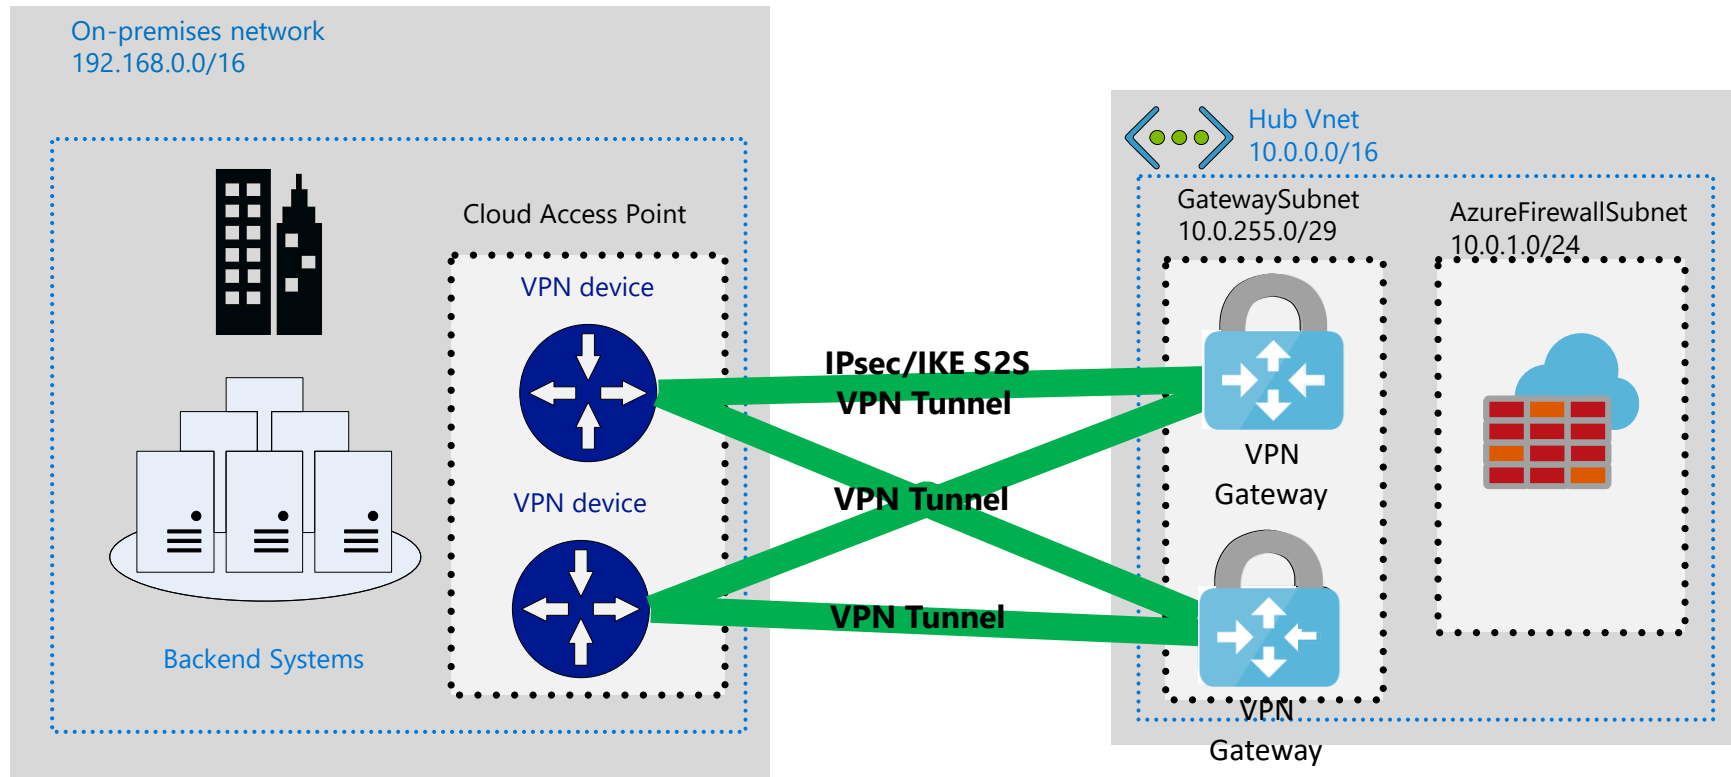 On-premises network
192.168.0.0/16
Cloud Access Point
VPN device
VPN device
Backend Systems
IPsec/IKE S2S
VPN Tunnel
VPN Tunnel
VPN Tunnel
Hub Vnet
10.0.0.0/16
GatewaySubnet
10.0.255.0/29
VPN
Gateway
VPN
Gateway
AzureFirewallSubnet
10.0.1.0/24